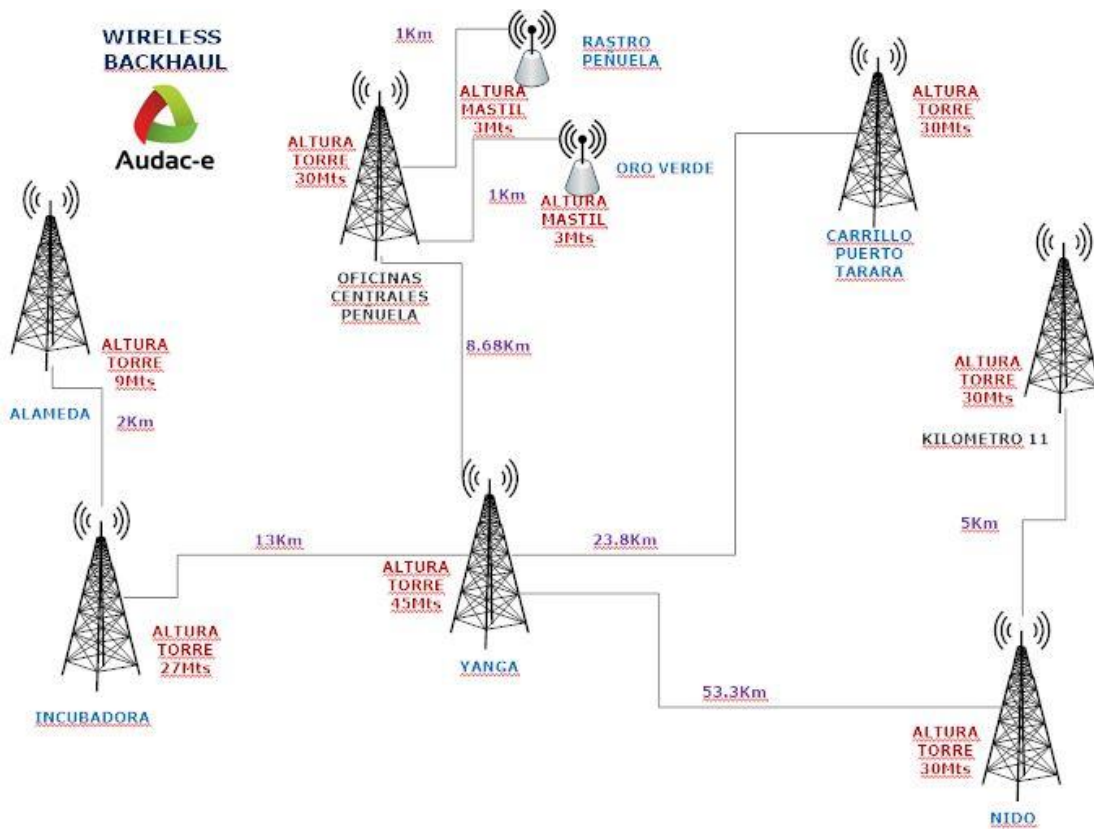 WIRELESS
BACKHAUL
Audac-e
1Km
RASTRO
PEÑUELA
ALTURA
MASTIL
3Mts
ALTURA
TORRE
30Mts
ORO VERDE
1Km
ALTURA
MASTIL
3Mts
ALTURA
TORRE
30Mts
CARRILLO
PUERTO
TARARA
OFICINAS
CENTRALES
PEÑUELA
8.68Km
ALTURA
TORRE
9Mts
ALAMEDA
2Km
ALTURA
TORRE
30Mts
KILOMETRO 11
5Km
13Km
23.8Km
ALTURA
TORRE
45Mts
YANGA
ALTURA
TORRE
27Mts
INCUBADORA
53.3Km
ALTURA
TORRE
30Mts
NIDO